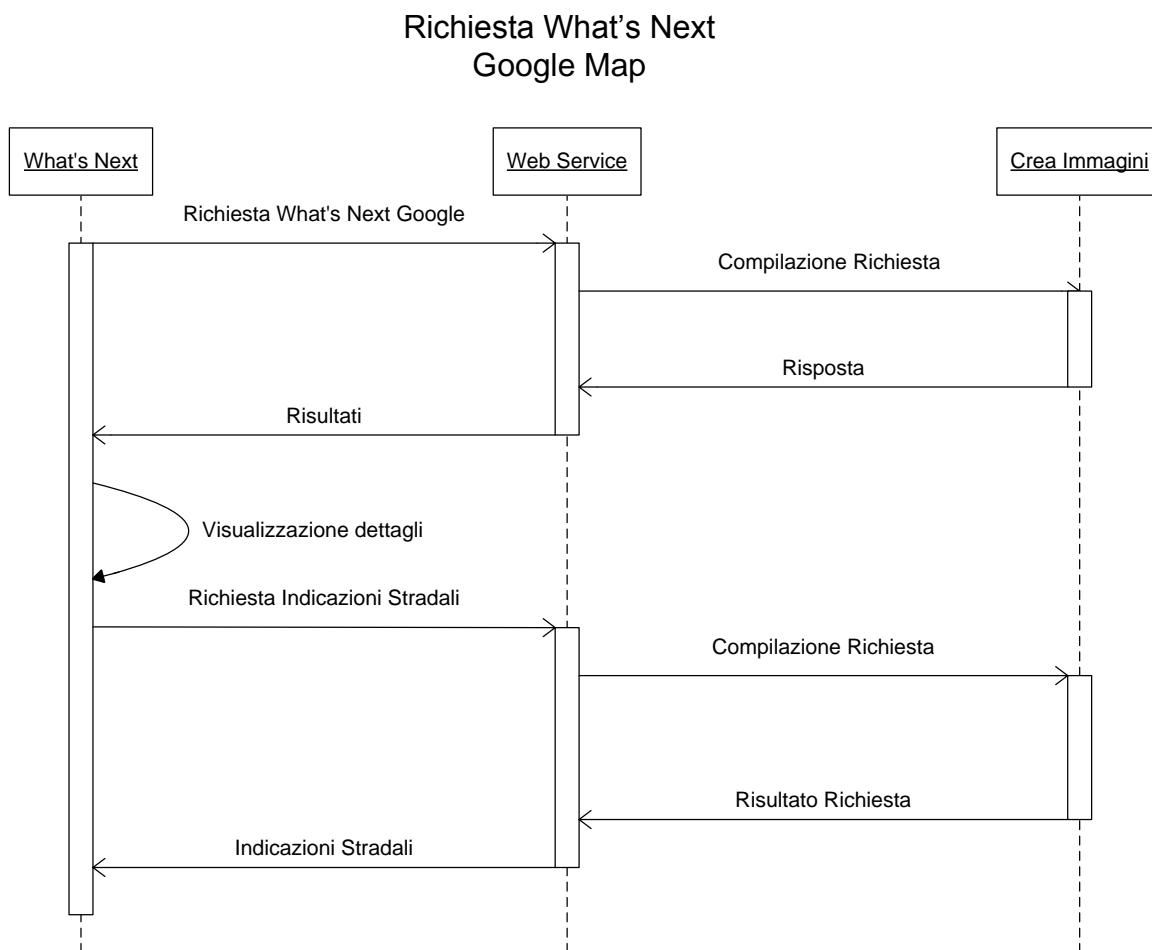 Richiesta What’s Next
Google Map
What's Next
Web Service
Crea Immagini
Richiesta What's Next Google
Compilazione Richiesta
Risposta
Risultati
Visualizzazione dettagli
Richiesta Indicazioni Stradali
Compilazione Richiesta
Risultato Richiesta
Indicazioni Stradali